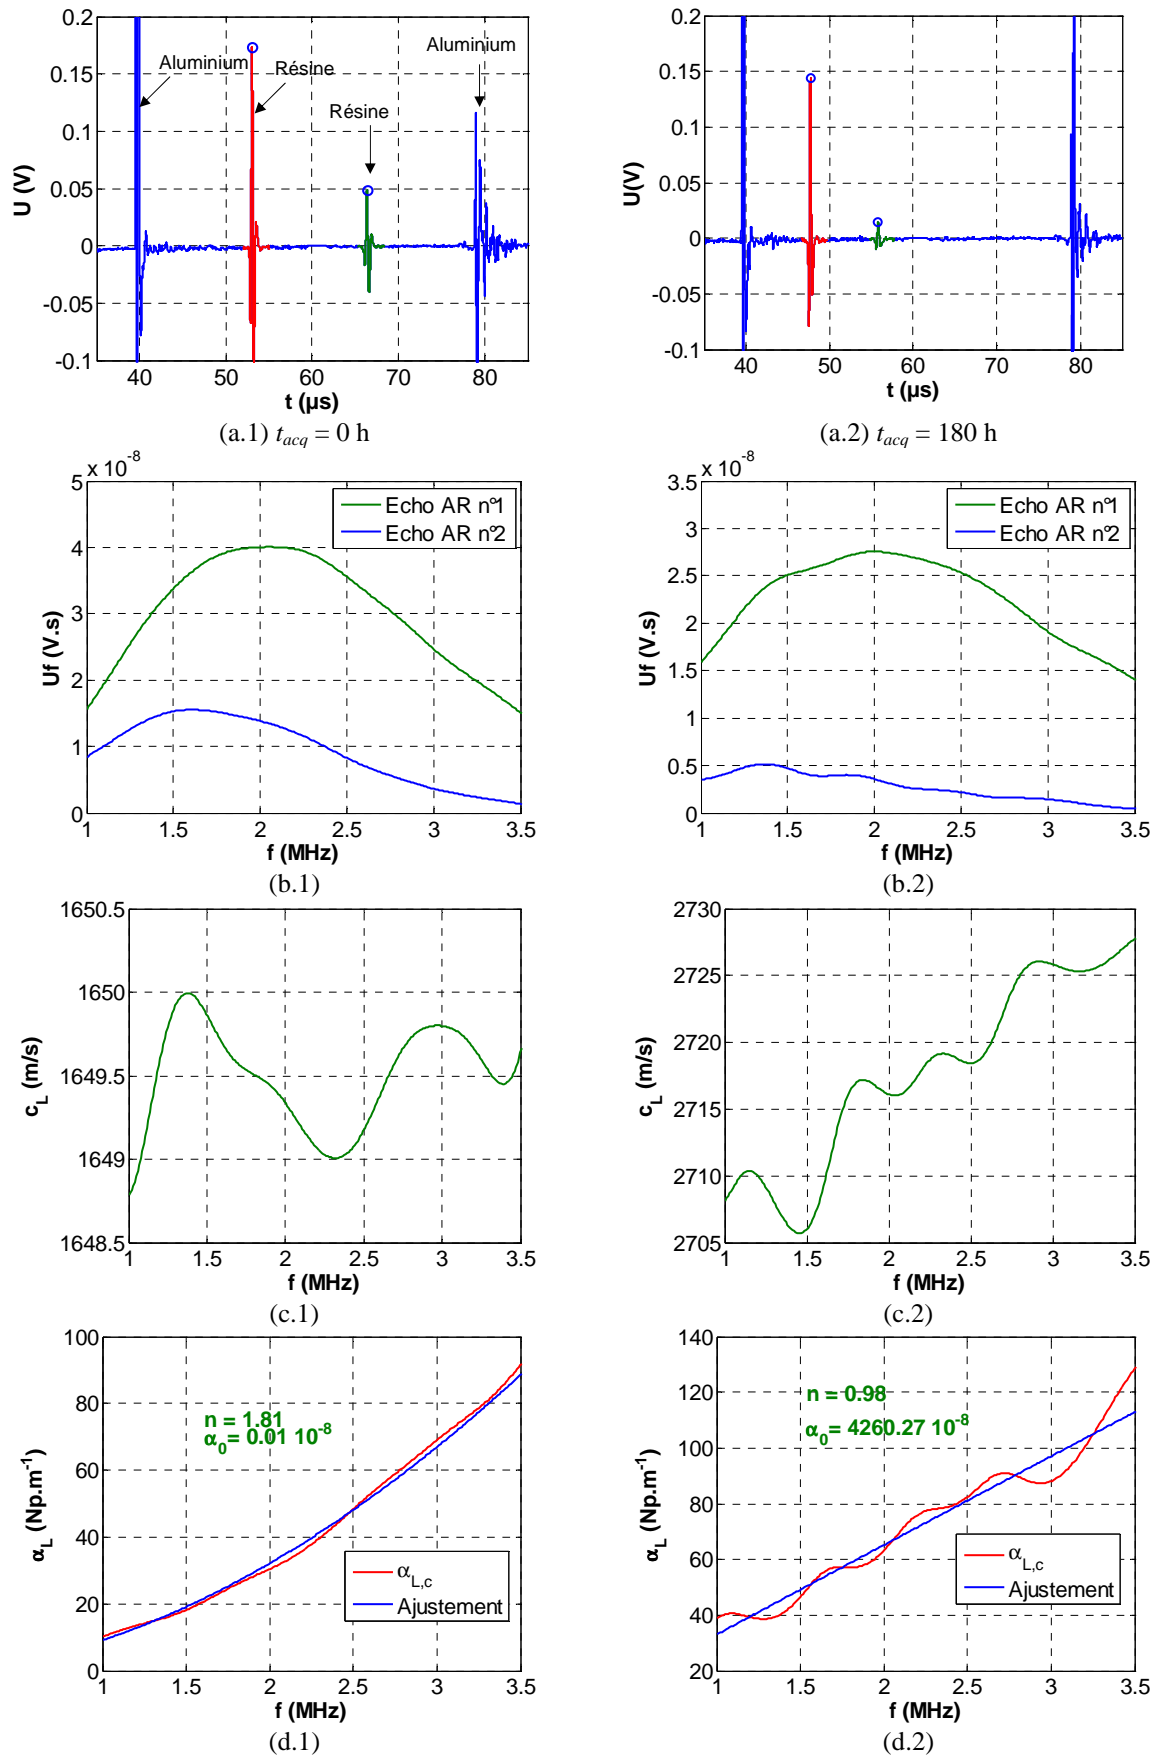 0.2
0.15
0.1
0.05
0
-0.05
-0.1
U (V)
Aluminium
Résine
Résine
Aluminium
40 50 60 70 80
t (µs)
(a.1) tacq = 0 h
0.2
0.15
0.1
0.05
0
-0.05
-0.1
U(V)
40 50 60 70 80
t (µs)
(a.2) tacq = 180 h
x 10-8
5
4
3
2
1
0
Uf (V.s)
Echo AR n°1
Echo AR n°2
1 1.5 2 2.5 3 3.5
f (MHz)
(b.1)
x 10-8
3.5
3
2.5
2
1.5
1
0.5
0
Uf (V.s)
Echo AR n°1
Echo AR n°2
1 1.5 2 2.5 3 3.5
f (MHz)
(b.2)
1650.5
1650
1649.5
1649
1648.5
cL (m/s)
1 1.5 2 2.5 3 3.5
f (MHz)
(c.1)
2730
2725
2720
2715
2710
2705
cL (m/s)
1 1.5 2 2.5 3 3.5
f (MHz)
(c.2)
100
80
60
40
20
0
αL (Np.m-1)
n = 1.81
α0= 0.01 10-8
αL,c
Ajustement
1 1.5 2 2.5 3 3.5
f (MHz)
(d.1)
140
120
100
80
60
40
20
αL (Np.m-1)
n = 0.98
α0= 4260.27 10-8
αL,c
Ajustement
1 1.5 2 2.5 3 3.5
f (MHz)
(d.2)